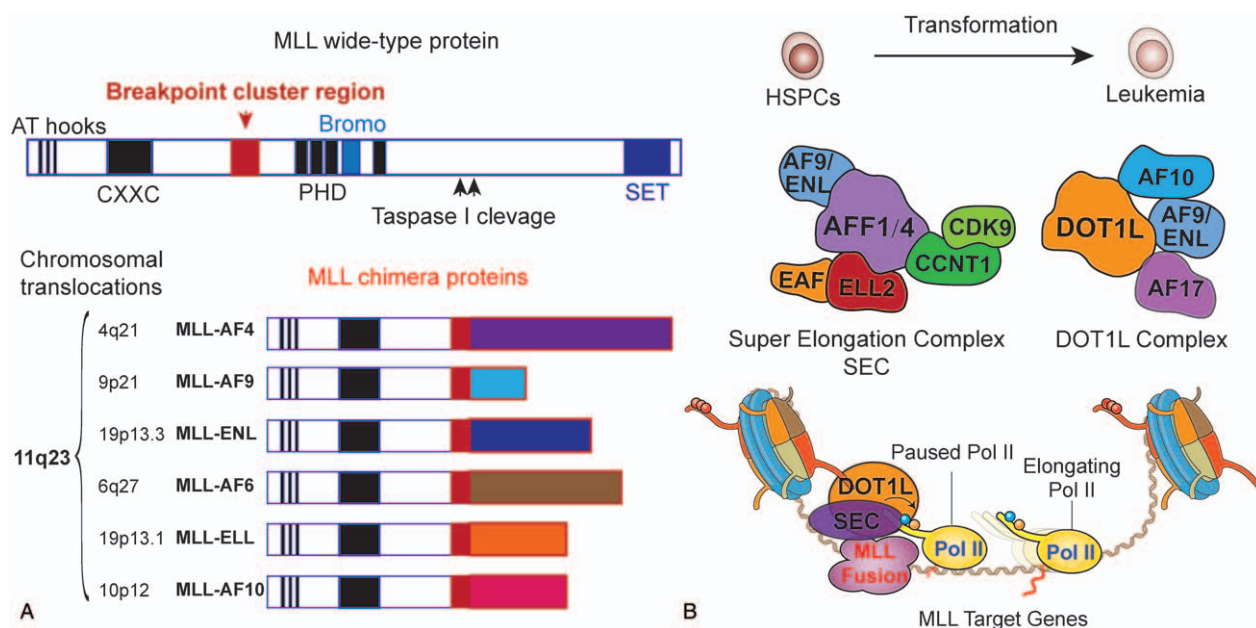 MLL wide-type protein
Breakpoint cluster region
AT hooks
Bromo
CXXC
PHD
SET
Taspase I clevage
Chromosomal
translocations
MLL chimera proteins
11q23
4q21 MLL-AF4
9p21 MLL-AF9
19p13.3 MLL-ENL
6q27 MLL-AF6
19p13.1 MLL-ELL
10p12 MLL-AF10
A
Transformation
HSPCs
Leukemia
AF9/
ENL
AFF1/4
CDK9
CCNT1
EAF
ELL2
Super Elongation Complex
SEC
AF10
DOT1L
AF9/
ENL
AF17
DOT1L Complex
Paused Pol II
Elongating
Pol II
DOT1L
SEC
MLL
Fusion
Pol II
Pol II
MLL Target Genes
B